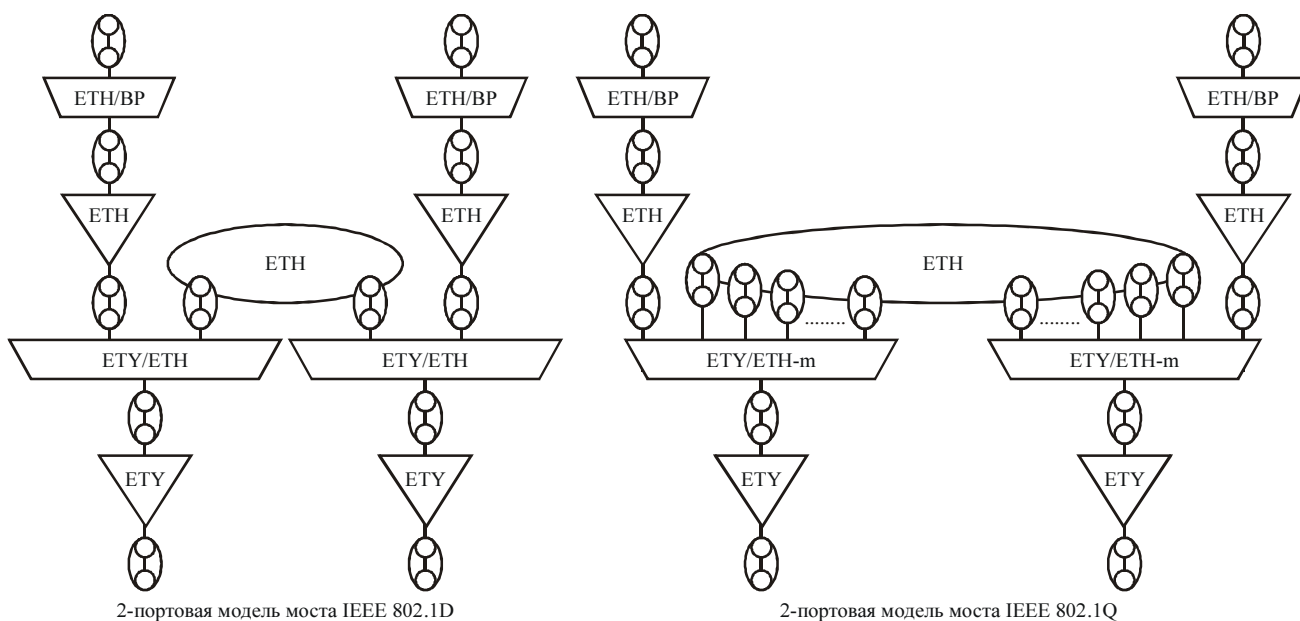 ETH/BP ETH/BP ETH/BP ETH/BP
ETH ETH ETH ETH
ETH ETH
........ ........
ETY/ETH ETY/ETH ETY/ETH-m ETY/ETH-m
ETY ETY ETY ETY
2-портовая модель моста IEEE 802.1D 2-портовая модель моста IEEE 802.1Q